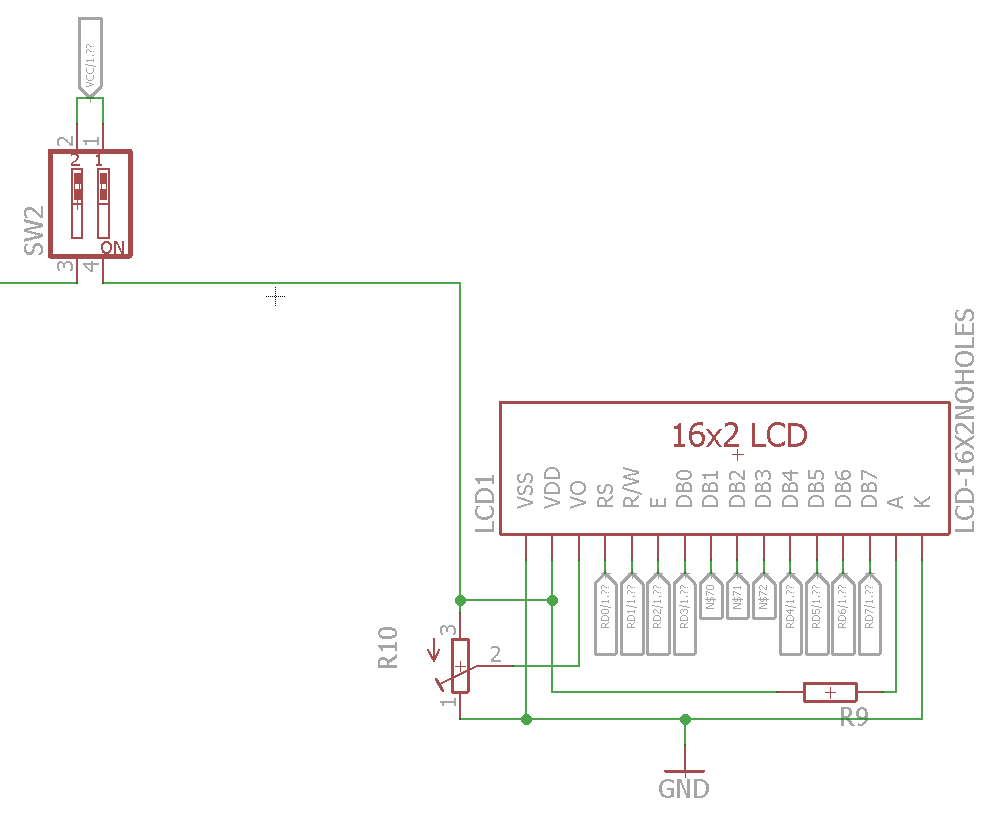 VCC/1.??
2 1
2 1
SW2
ON
3 4
LCD-16X2NOHOLES
16x2 LCD
LCD1
VSS
VDD
VO
RS
R/W
E
DB0
DB1
DB2
DB3
DB4
DB5
DB6
DB7
A
K
RD0/1.??
RD1/1.??
RD2/1.??
RD3/1.??
N$70
N$71
N$72
RD4/1.??
RD5/1.??
RD6/1.??
RD7/1.??
R10
3
2
1
R9
GND